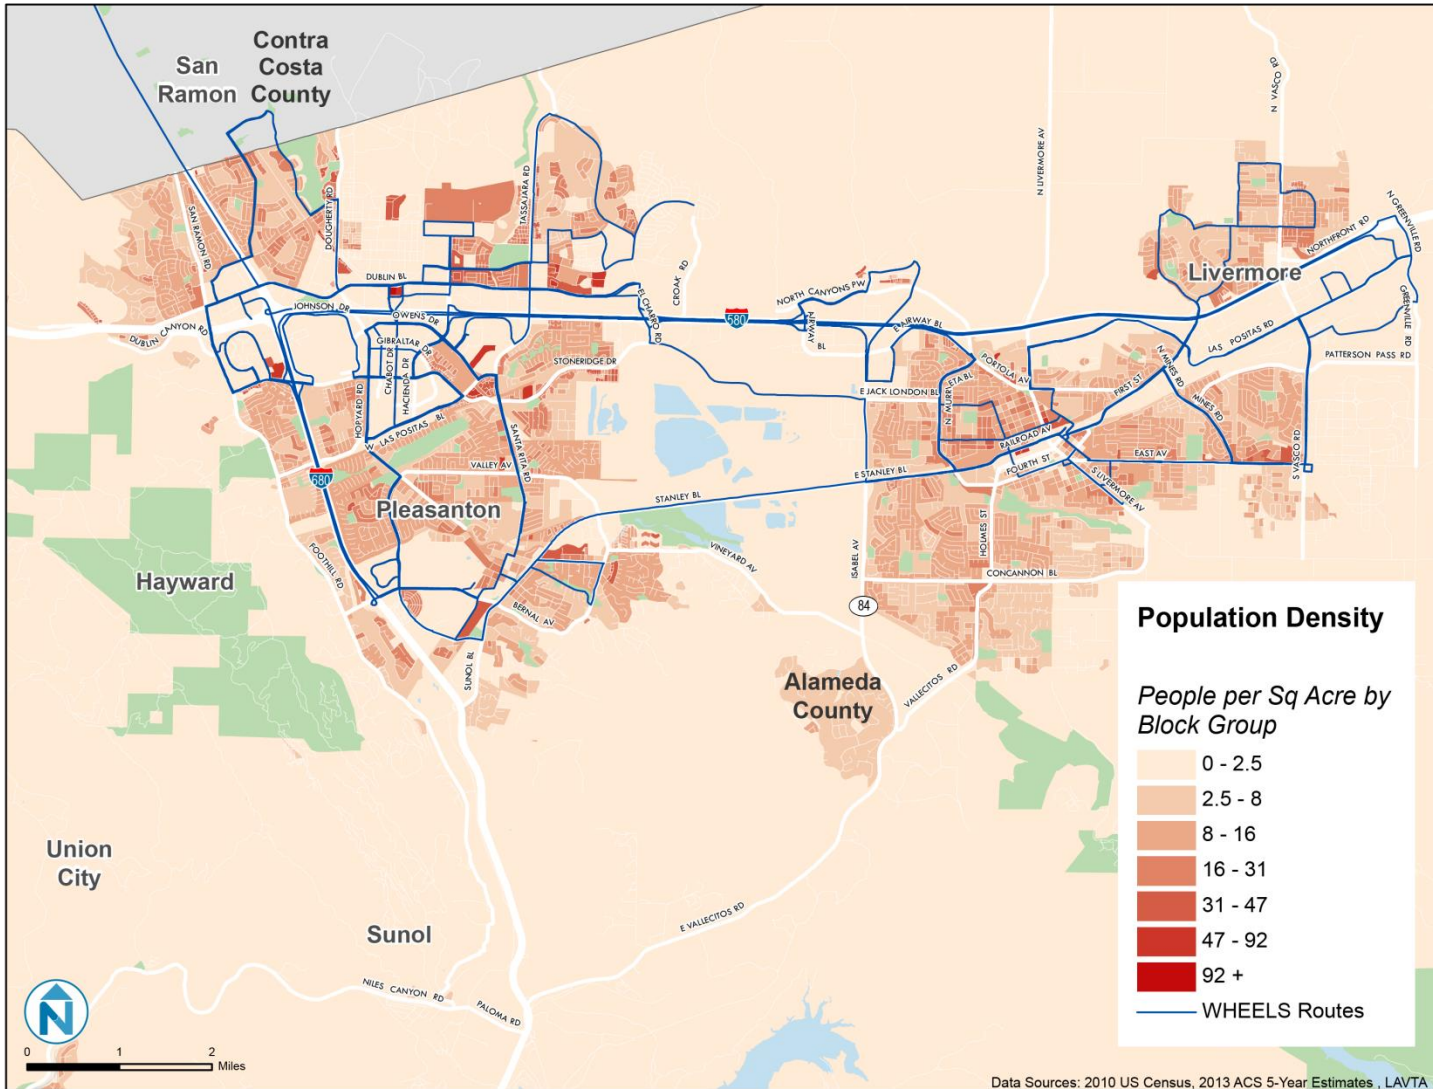 Contra
Costa
County
San
Ramon
N VASCO RD
N LIVERMORE AV
TASSAJARA RD
DOUGHERTY RD
SAN RAMON RD
N GREENVILLE RD
NORTHFRONT RD
Livermore
DUBLIN BL
CROAK RD
EL CHARRO RD
NORTH CANYONS PW
JOHNSON DR
OWENS DR
580
AIRWAY
BL
E AIRWAY BL
GREENVILLE RD
LAS POSITAS RD
DUBLIN
CANYON RD
GIBRALTAR DR
STONERIDGE DR
PATTERSON PASS RD
CHABOT DR
HACIENDA DR
PORTOLA AV
N MINES RD
FIRST ST
E JACK LONDON BL
N MURRIETA BL
MINES RD
HOPYARD RD
W LAS POSITAS BL
SANTA RITA RD
RAILROAD AV
EAST AV
S VASCO RD
680
VALLEY AV
E STANLEY BL
FOURTH ST
STANLEY BL
S LIVERMORE AV
Pleasanton
HOLMES ST
FOOTHILL RD
VINEYARD AV
ISABEL AV
Hayward
CONCANNON BL
BERNAL AV
84
SUNOL BL
VALLECITOS RD
Alameda
County
Union
City
Sunol
E VALLECITOS RD
NILES CANYON RD
PALOMA RD
Population Density
People per Sq Acre by
Block Group
0 - 2.5
2.5 - 8
8 - 16
16 - 31
31 - 47
47 - 92
92 +
WHEELS Routes
N
0 1 2
Miles
Data Sources: 2010 US Census, 2013 ACS 5-Year Estimates , LAVTA